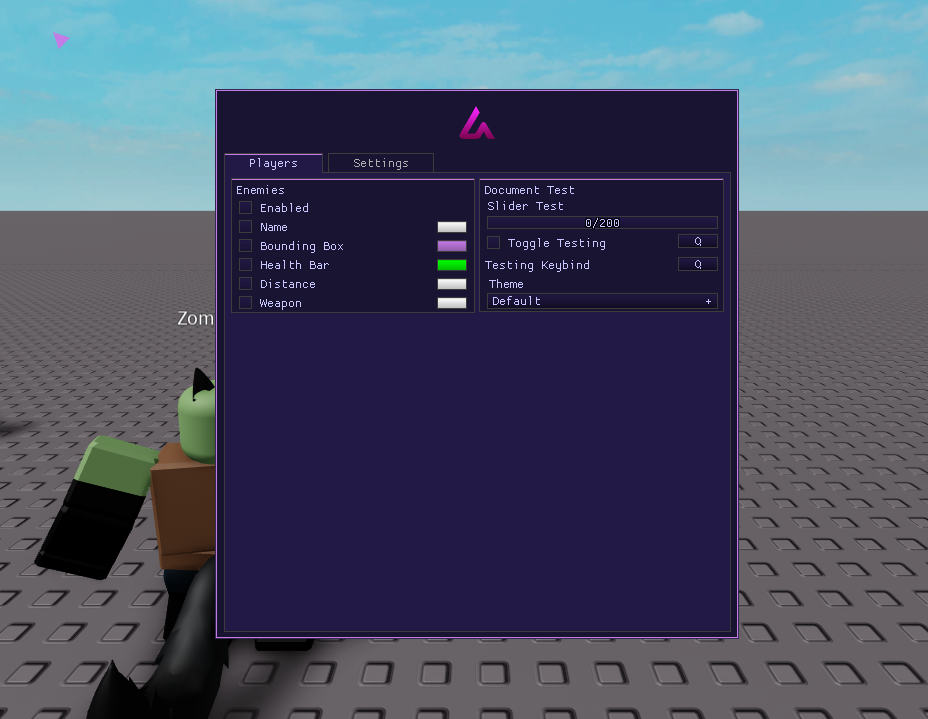 Players
Settings
Enemies
Enabled
Name
Bounding Box
Health Bar
Distance
Weapon
Document Test
Slider Test
0/200
Toggle Testing
Q
Testing Keybind
Q
Theme
Default
+
Zom